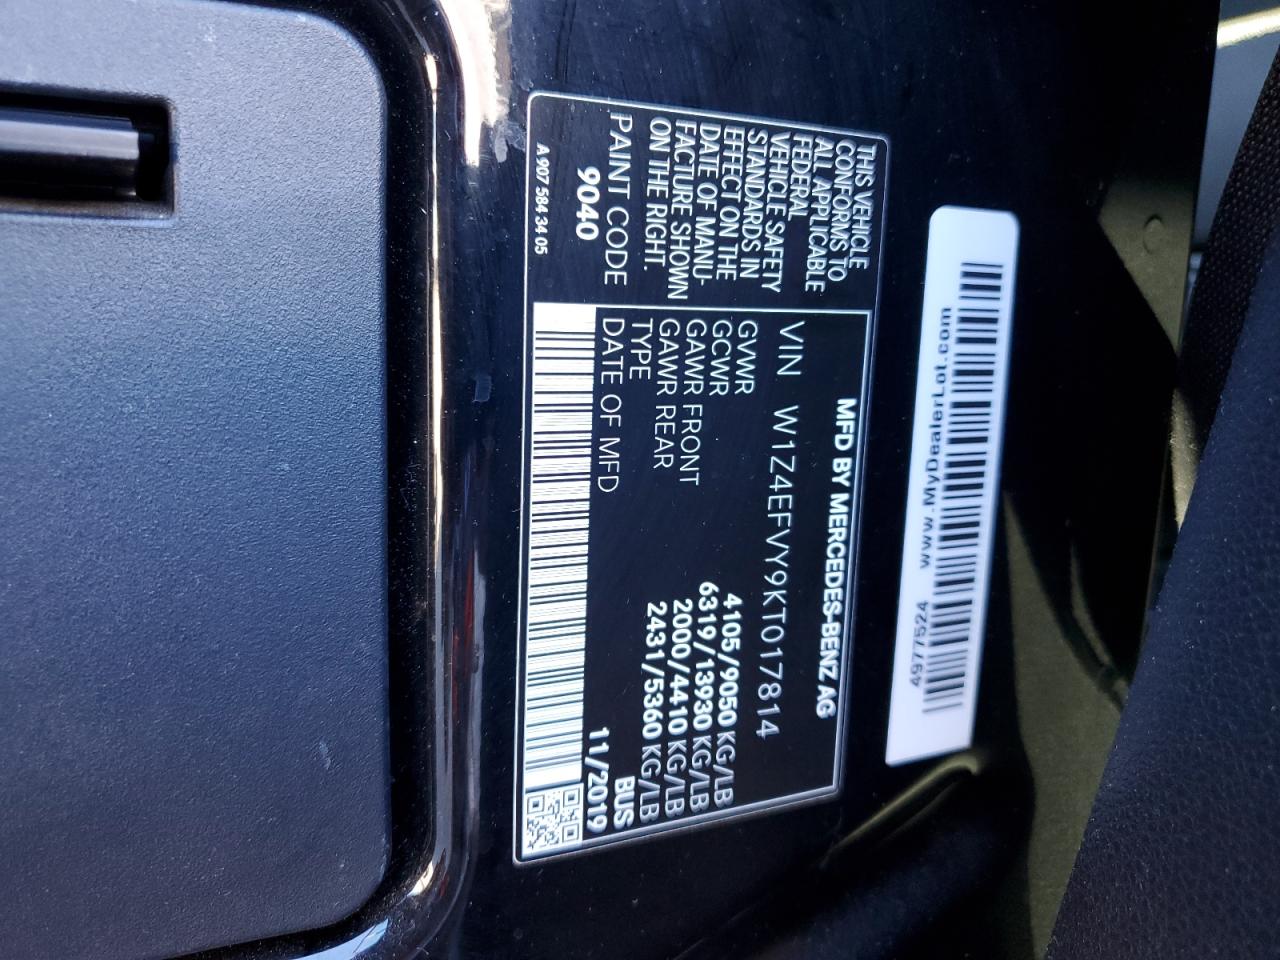 THIS VEHICLE
CONFORMS TO
ALL APPLICABLE
FEDERAL
VEHICLE SAFETY
STANDARDS IN
EFFECT ON THE
DATE OF MANU-
FACTURE SHOWN
ON THE RIGHT.
PAINT CODE
9040
A 907 584 34 05
MFD BY MERCEDES-BENZ AG
VIN W1Z4EFVY9KT017814
GVWR 4105/9050 KG/LB
GCWR 6319/13930 KG/LB
GAWR FRONT 2000/4410 KG/LB
GAWR REAR 2431/5360 KG/LB
TYPE BUS
DATE OF MFD 11/2019
www.MyDealerLot.com
4977524